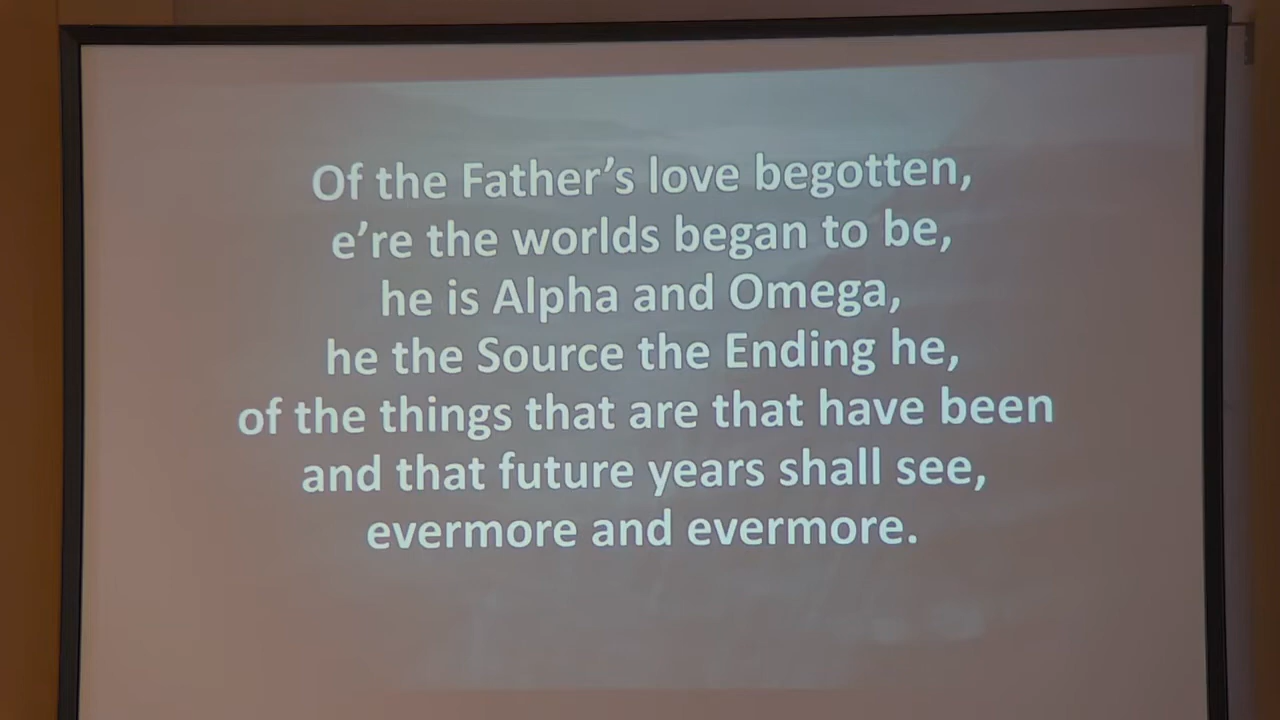 Of the Father’s love begotten,
e’re the worlds began to be,
he is Alpha and Omega,
he the Source the Ending he,
of the things that are that have been
and that future years shall see,
evermore and evermore.